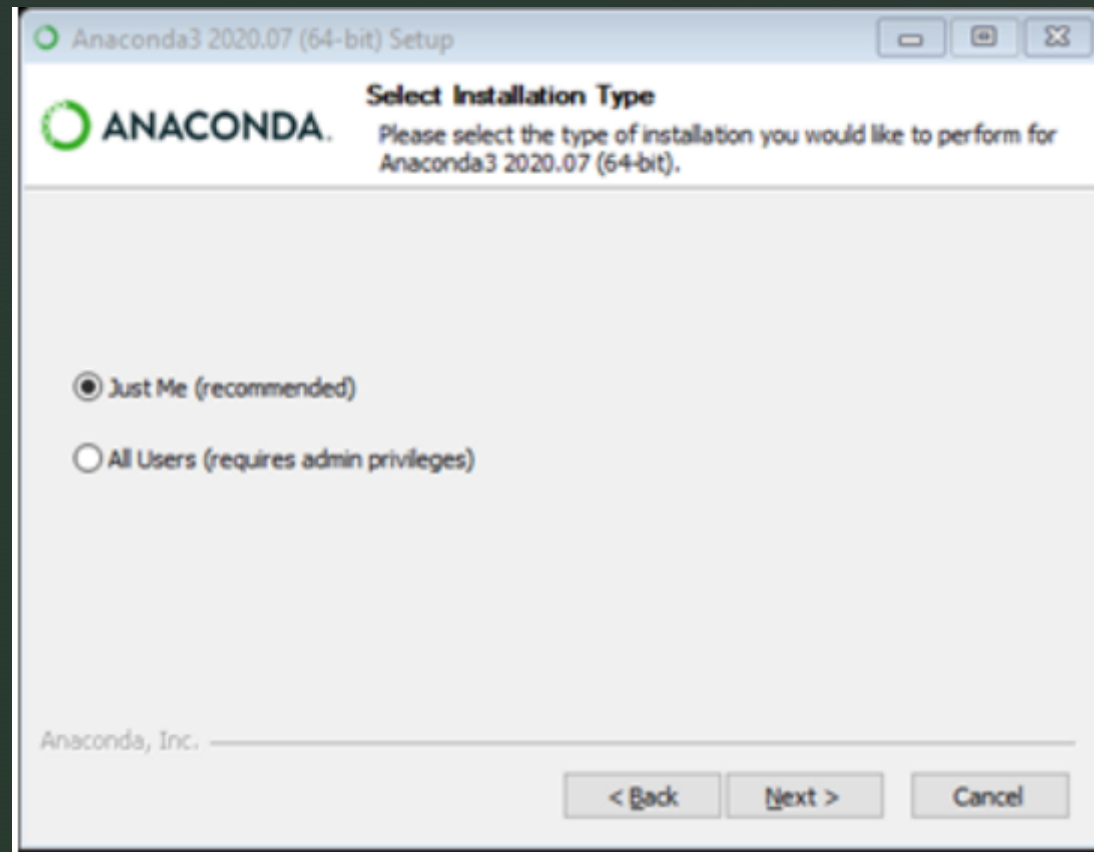 Anaconda3 2020.07 (64-bit) Setup
ANACONDA.
Select Installation Type
Please select the type of installation you would like to perform for
Anaconda3 2020.07 (64-bit).
Just Me (recommended)
All Users (requires admin privileges)
Anaconda, Inc.
< Back
Next >
Cancel